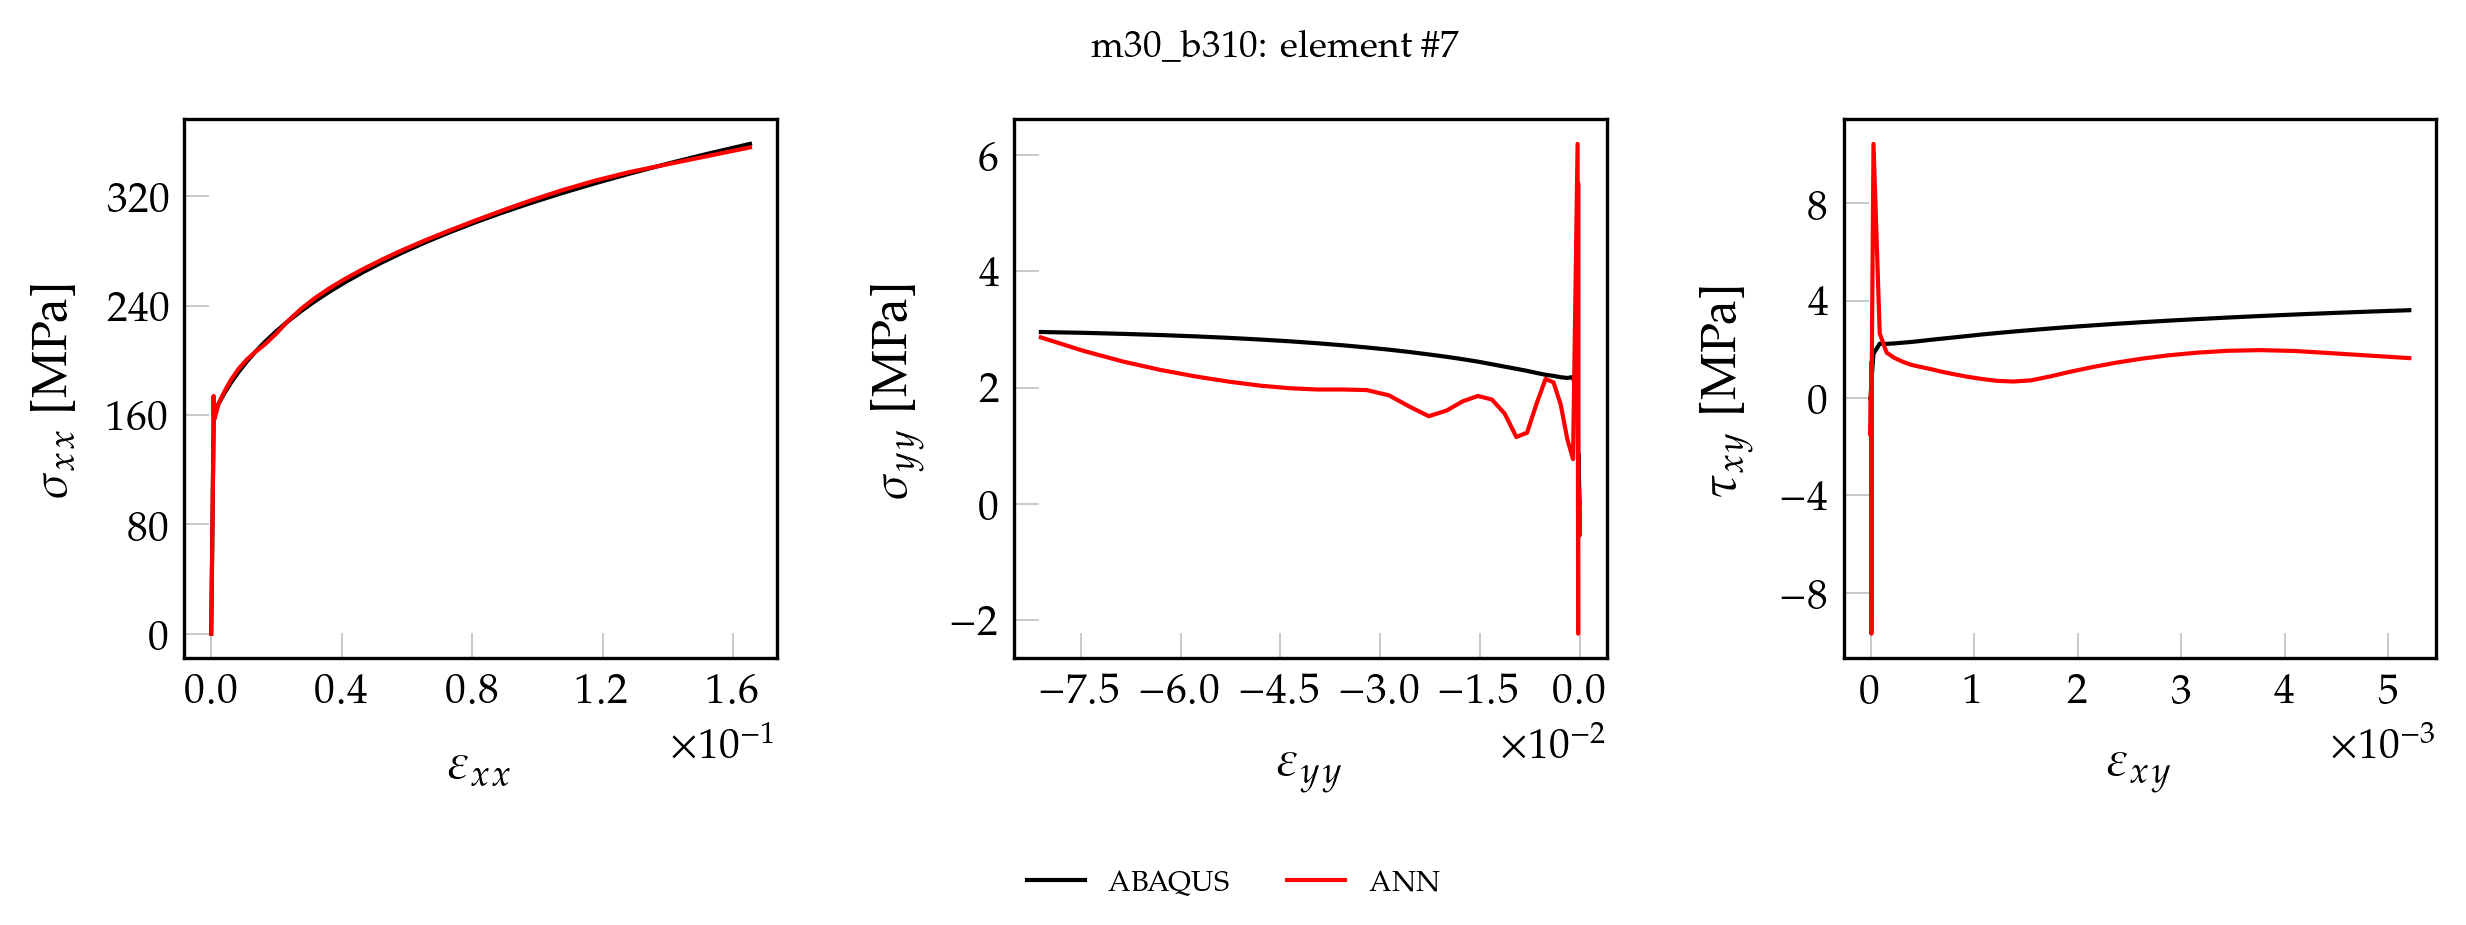 m30_b310: element #7
σxx [MPa]
320
240
160
80
0
0.0 0.4 0.8 1.2 1.6
×10⁻¹
εxx
σyy [MPa]
6
4
2
0
−2
−7.5 −6.0 −4.5 −3.0 −1.5 0.0
×10⁻²
εyy
τxy [MPa]
8
4
0
−4
−8
0 1 2 3 4 5
×10⁻³
εxy
ABAQUS ANN